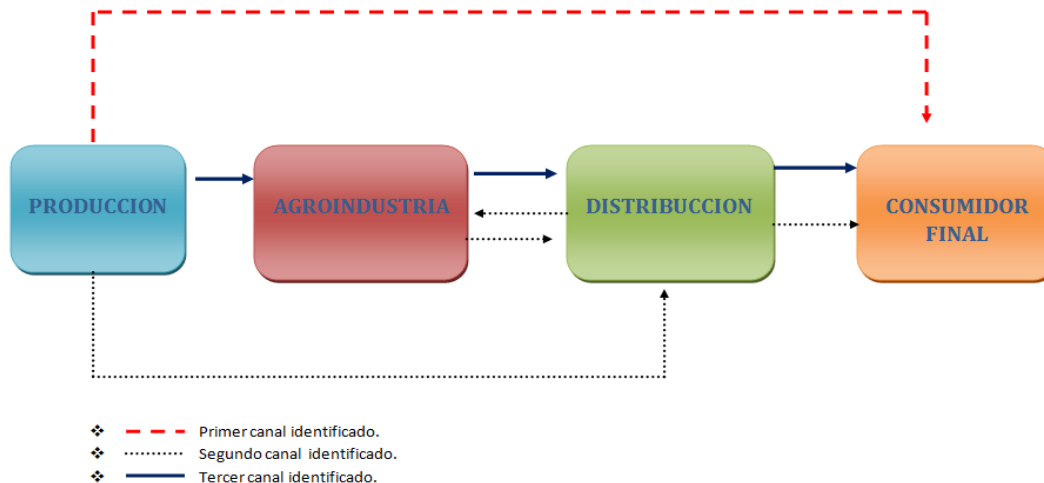 PRODUCCION
AGROINDUSTRIA
DISTRIBUCCION
CONSUMIDOR
FINAL
Primer canal identificado.
Segundo canal identificado.
Tercer canal identificado.